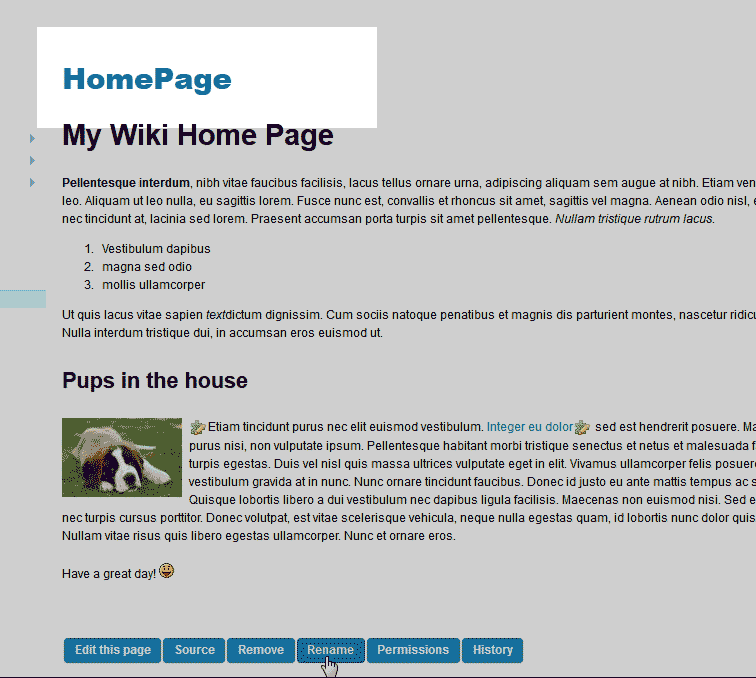 HomePage
My Wiki Home Page
Pellentesque interdum, nibh vitae faucibus facilisis, lacus tellus ornare urna, adipiscing aliquam sem augue at nibh. Etiam ven
leo. Aliquam ut leo nulla, eu sagittis lorem. Fusce nunc est, convallis et rhoncus sit amet, sagittis vel magna. Aenean odio nisl,
nec tincidunt at, lacinia sed lorem. Praesent accumsan porta turpis sit amet pellentesque. Nullam tristique rutrum lacus.
1. Vestibulum dapibus
2. magna sed odio
3. mollis ullamcorper
Ut quis lacus vitae sapien textdictum dignissim. Cum sociis natoque penatibus et magnis dis parturient montes, nascetur ridicu
Nulla interdum tristique dui, in accumsan eros euismod ut.
Pups in the house
Etiam tincidunt purus nec elit euismod vestibulum. Integer eu dolor sed est hendrerit posuere. Ma
purus nisi, non vulputate ipsum. Pellentesque habitant morbi tristique senectus et netus et malesuada f
turpis egestas. Duis vel nisl quis massa ultrices vulputate eget in elit. Vivamus ullamcorper felis posuere
vestibulum gravida at in nunc. Nunc ornare tincidunt faucibus. Donec id justo eu ante mattis tempus ac s
Quisque lobortis libero a dui vestibulum nec dapibus ligula facilisis. Maecenas non euismod nisi. Sed e
nec turpis cursus porttitor. Donec volutpat, est vitae scelerisque vehicula, neque nulla egestas quam, id lobortis nunc dolor quis
Nullam vitae risus quis libero egestas ullamcorper. Nunc et ornare eros.
Have a great day!
Edit this page Source Remove Rename Permissions History